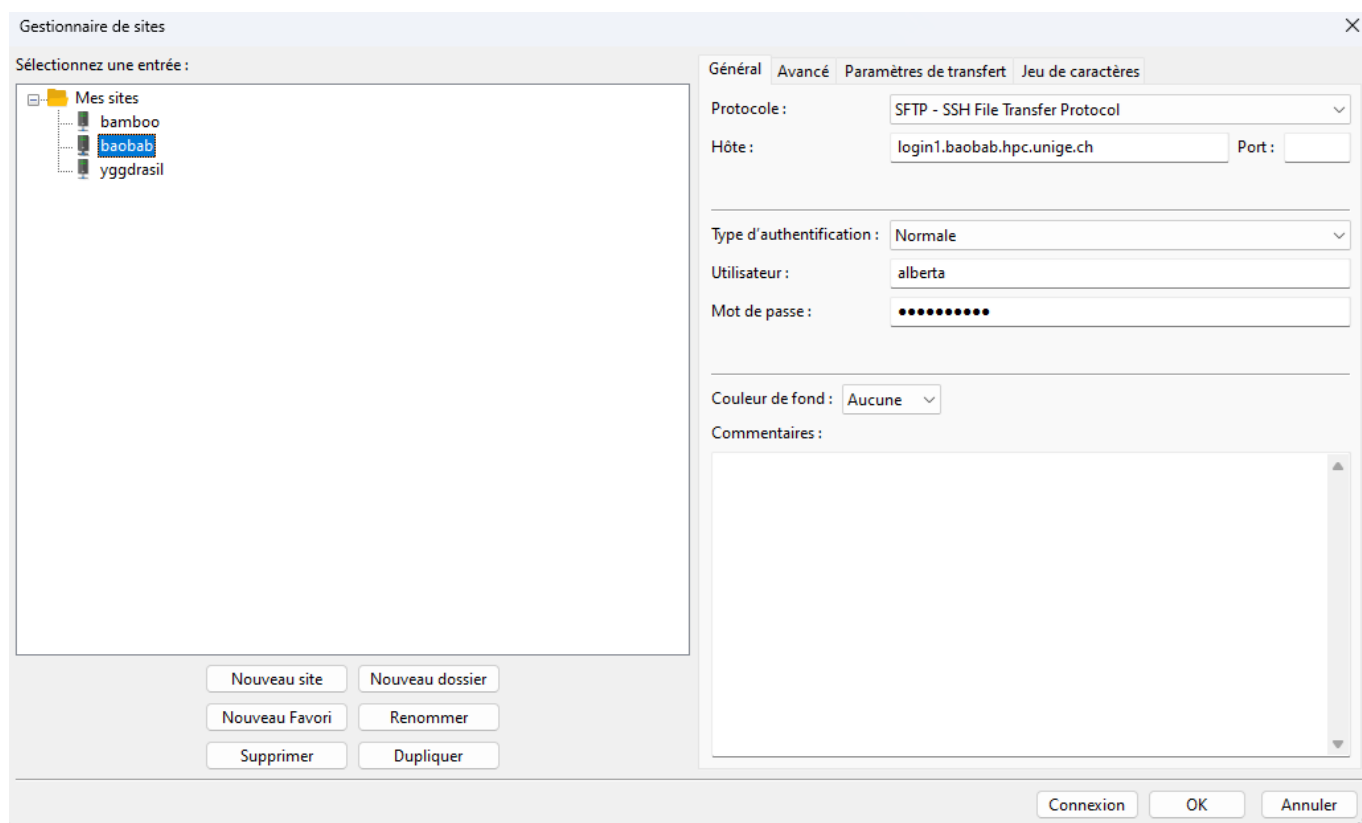 Gestionnaire de sites
Sélectionnez une entrée :
Mes sites
bamboo
baobab
yggdrasil
Nouveau site Nouveau dossier
Nouveau Favori Renommer
Supprimer Dupliquer
Général Avancé Paramètres de transfert Jeu de caractères
Protocole : SFTP - SSH File Transfer Protocol
Hôte : login1.baobab.hpc.unige.ch Port :
Type d’authentification : Normale
Utilisateur : alberta
Mot de passe : ●●●●●●●●●●
Couleur de fond : Aucune
Commentaires :
Connexion OK Annuler